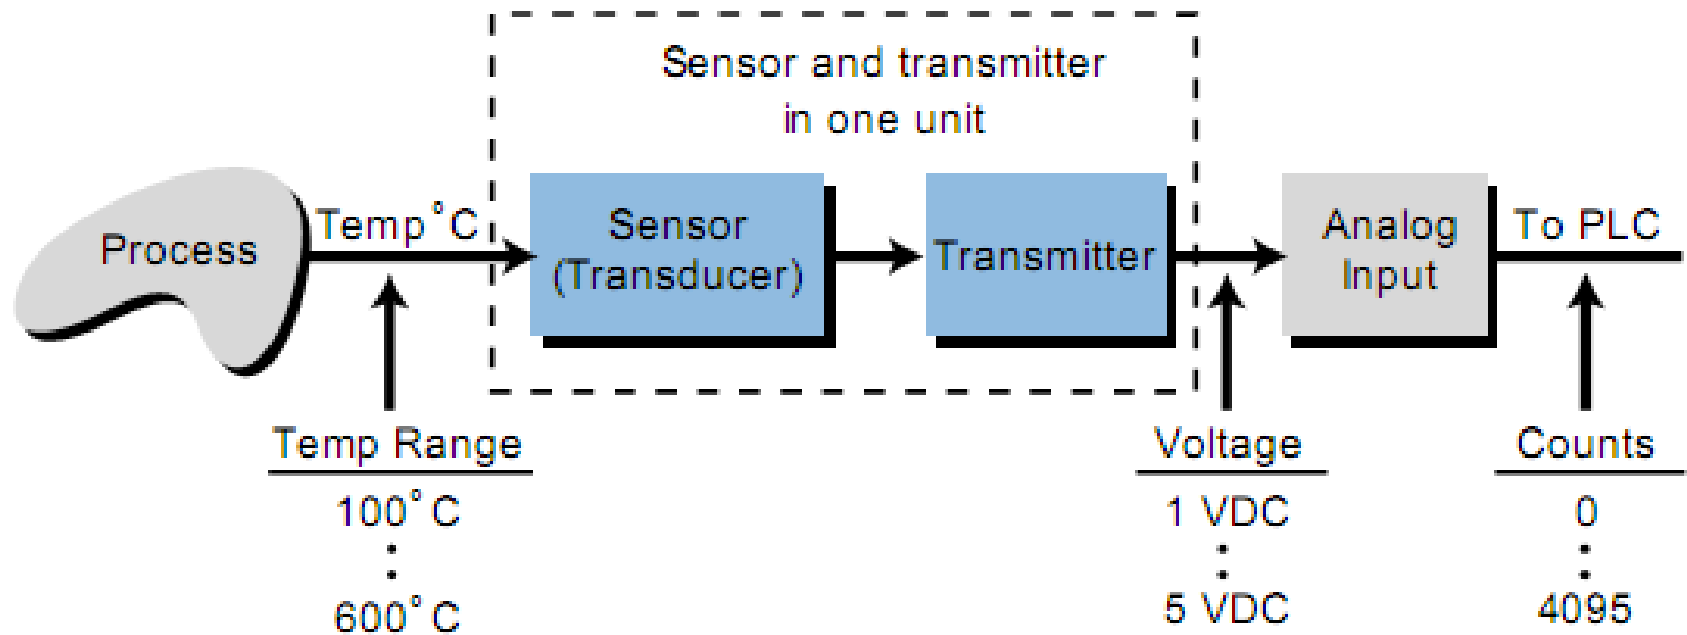 Sensor and transmitter
in one unit
Process
Temp°C
Sensor
(Transducer)
Transmitter
Analog
Input
To PLC
Temp Range
100°C
600°C
Voltage
1 VDC
5 VDC
Counts
0
4095